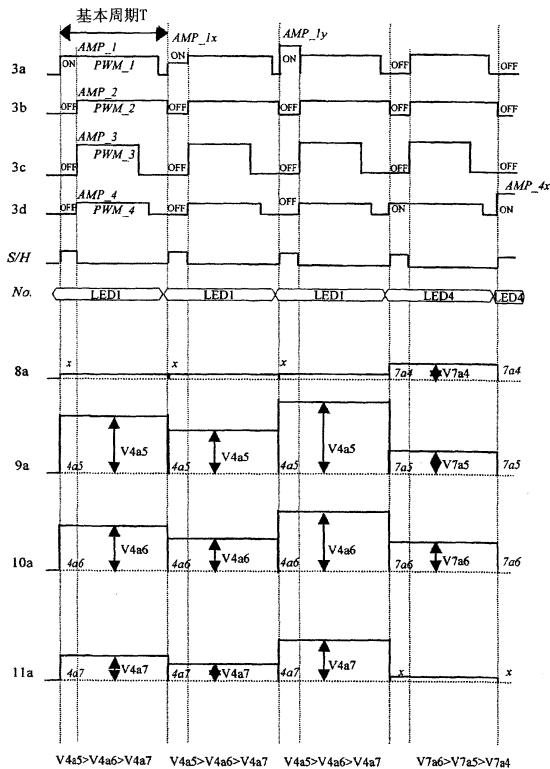 基本周期T
AMP_1 AMP_1x AMP_1y
3a ON PWM_1 ON ON OFF OFF
AMP_2
3b OFF PWM_2 OFF OFF OFF OFF
AMP_3
3c OFF PWM_3 OFF OFF OFF OFF
AMP_4 AMP_4x
3d OFF PWM_4 OFF OFF ON ON
S/H
No. LED1 LED1 LED1 LED4 LED4
8a x x x 7a4 V7a4 7a4
9a 4a5 V4a5 4a5 V4a5 4a5 V4a5 7a5 V7a5 7a5
10a 4a6 V4a6 4a6 V4a6 4a6 V4a6 7a6 V7a6 7a6
11a 4a7 V4a7 4a7 V4a7 4a7 V4a7 x x
V4a5>V4a6>V4a7 V4a5>V4a6>V4a7 V4a5>V4a6>V4a7 V7a6>V7a5>V7a4